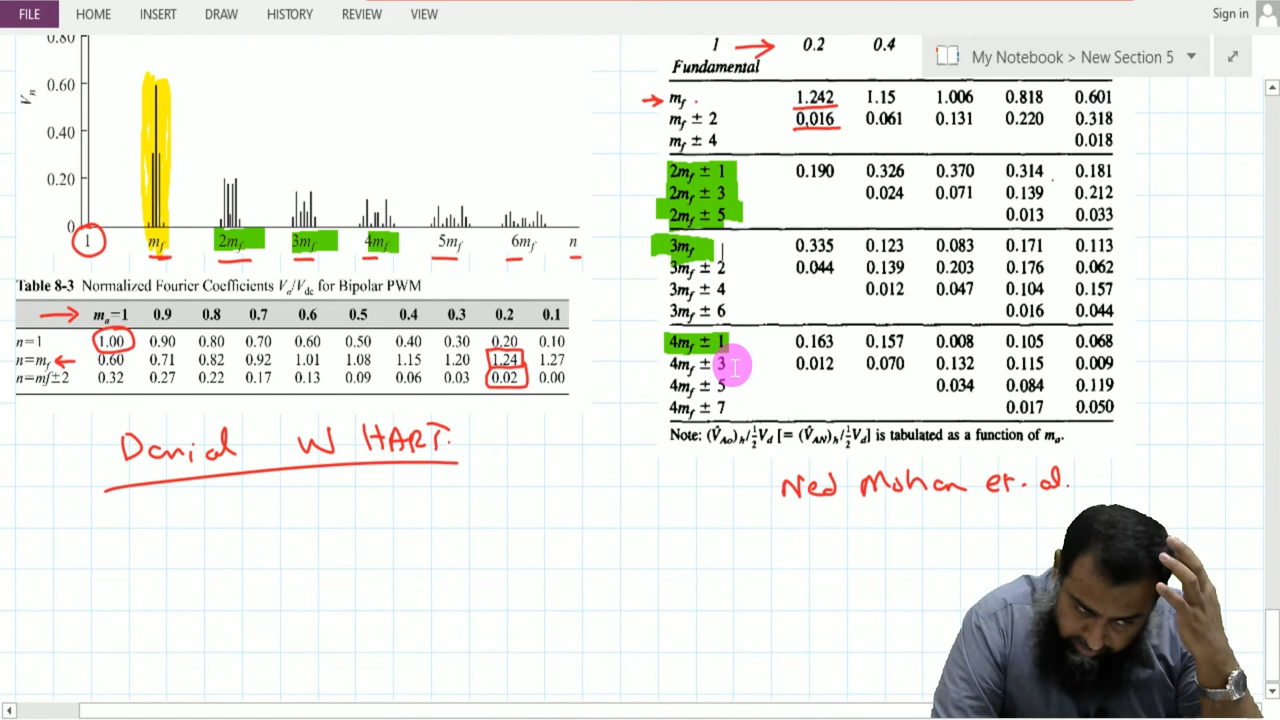 FILE HOME INSERT DRAW HISTORY REVIEW VIEW Sign in
My Notebook > New Section 5
0.80
0.60
0.40
0.20
0
Vn
1 mf 2mf 3mf 4mf 5mf 6mf n
Table 8-3 Normalized Fourier Coefficients Vn/Vdc for Bipolar PWM
ma=1 0.9 0.8 0.7 0.6 0.5 0.4 0.3 0.2 0.1
n=1 1.00 0.90 0.80 0.70 0.60 0.50 0.40 0.30 0.20 0.10
n=mf 0.60 0.71 0.82 0.92 1.01 1.08 1.15 1.20 1.24 1.27
n=mf±2 0.32 0.27 0.22 0.17 0.13 0.09 0.06 0.03 0.02 0.00
Danial W HART.
1 → 0.2 0.4
Fundamental
mf 1.242 1.15 1.006 0.818 0.601
mf ± 2 0.016 0.061 0.131 0.220 0.318
mf ± 4 0.018
2mf ± 1 0.190 0.326 0.370 0.314 0.181
2mf ± 3 0.024 0.071 0.139 0.212
2mf ± 5 0.013 0.033
3mf 0.335 0.123 0.083 0.171 0.113
3mf ± 2 0.044 0.139 0.203 0.176 0.062
3mf ± 4 0.012 0.047 0.104 0.157
3mf ± 6 0.016 0.044
4mf ± 1 0.163 0.157 0.008 0.105 0.068
4mf ± 3 0.012 0.070 0.132 0.115 0.009
4mf ± 5 0.034 0.084 0.119
4mf ± 7 0.017 0.050
Note: (V̂Ao)h/½Vd [= (V̂AN)h/½Vd] is tabulated as a function of ma.
Ned Mohan et. al.